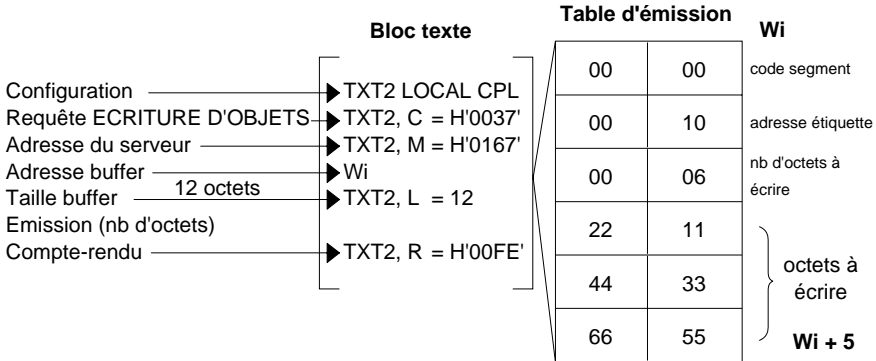 Bloc texte
Configuration
TXT2 LOCAL CPL
Requête ECRITURE D'OBJETS
TXT2, C = H'0037'
Adresse du serveur
TXT2, M = H'0167'
Adresse buffer
Wi
Taille buffer
12 octets
TXT2, L = 12
Emission (nb d'octets)
Compte-rendu
TXT2, R = H'00FE'
Table d'émission
Wi
00 00
code segment
00 10
adresse étiquette
00 06
nb d'octets à
écrire
22 11
44 33
66 55
octets à
écrire
Wi + 5